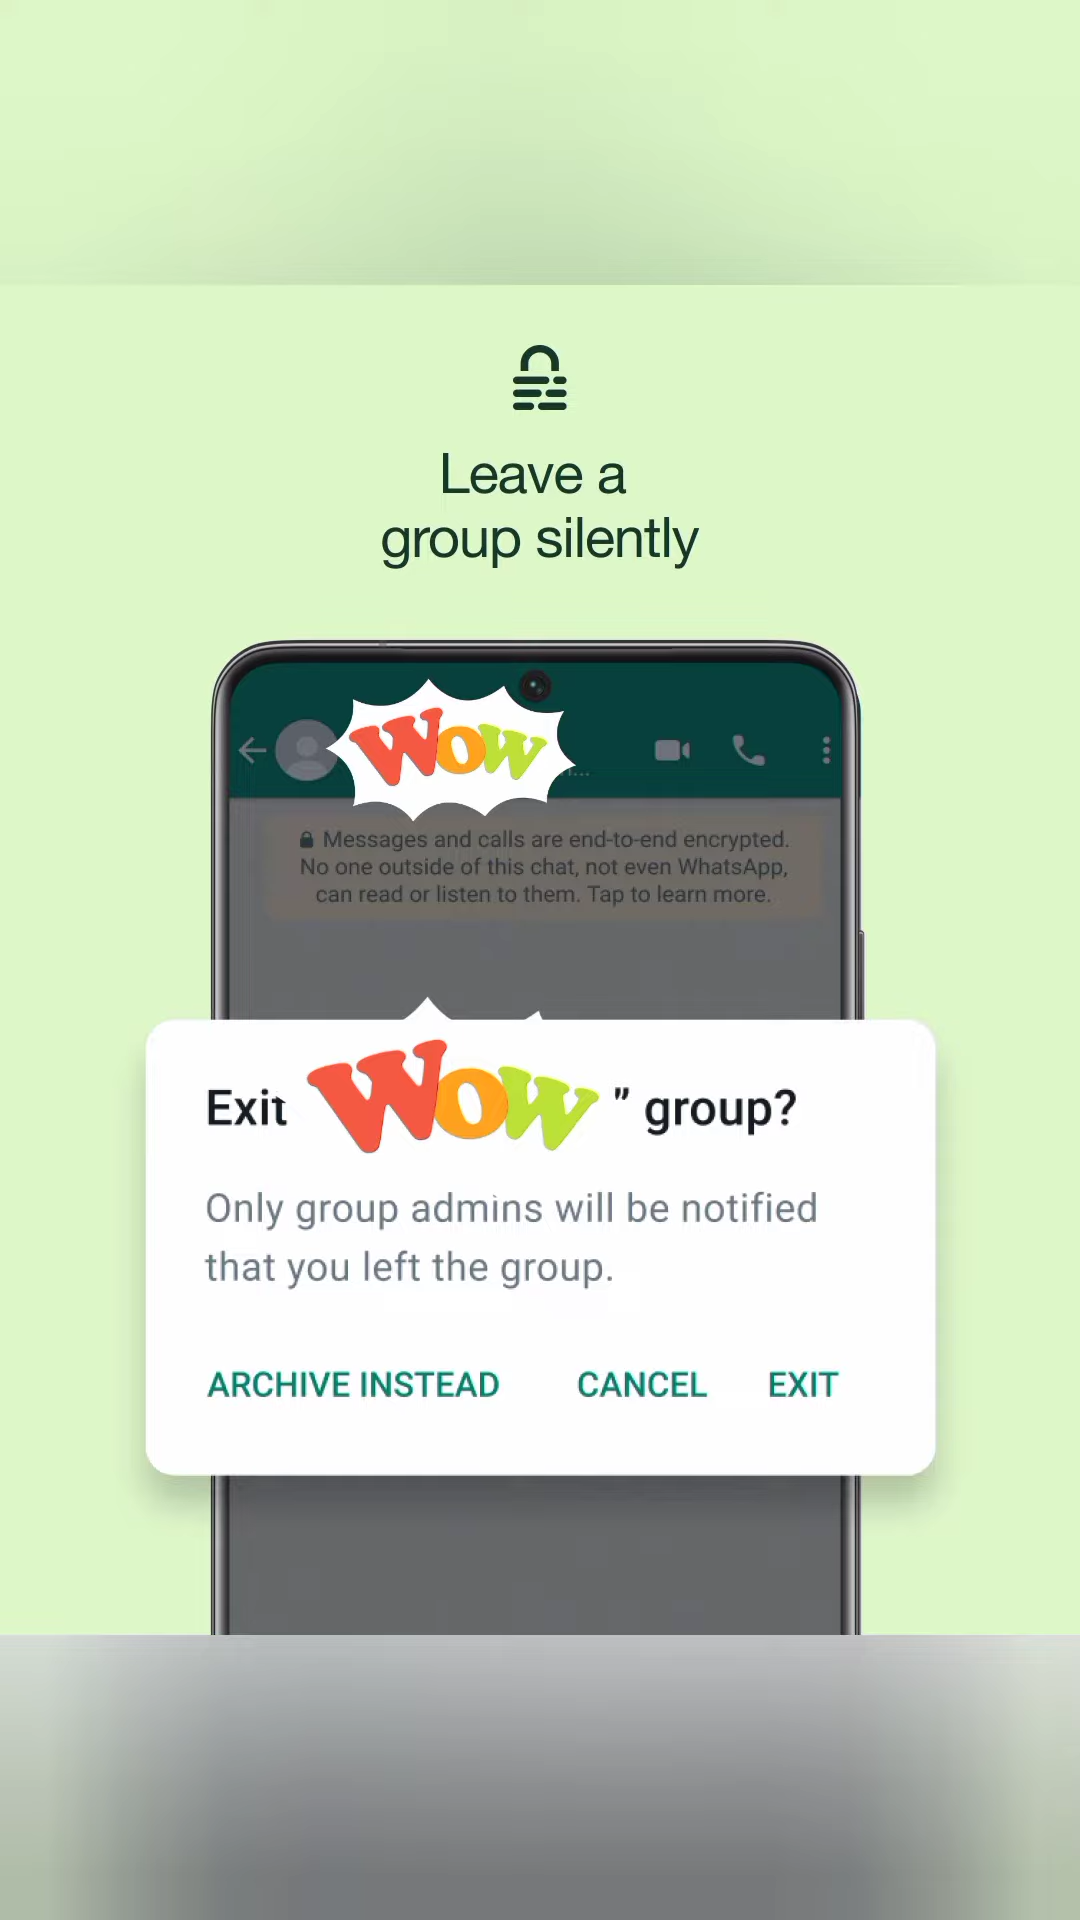 Leave a
group silently
WOW
Messages and calls are end-to-end encrypted.
No one outside of this chat, not even WhatsApp,
can read or listen to them. Tap to learn more.
Exit WOW " group?
Only group admins will be notified
that you left the group.
ARCHIVE INSTEAD CANCEL EXIT